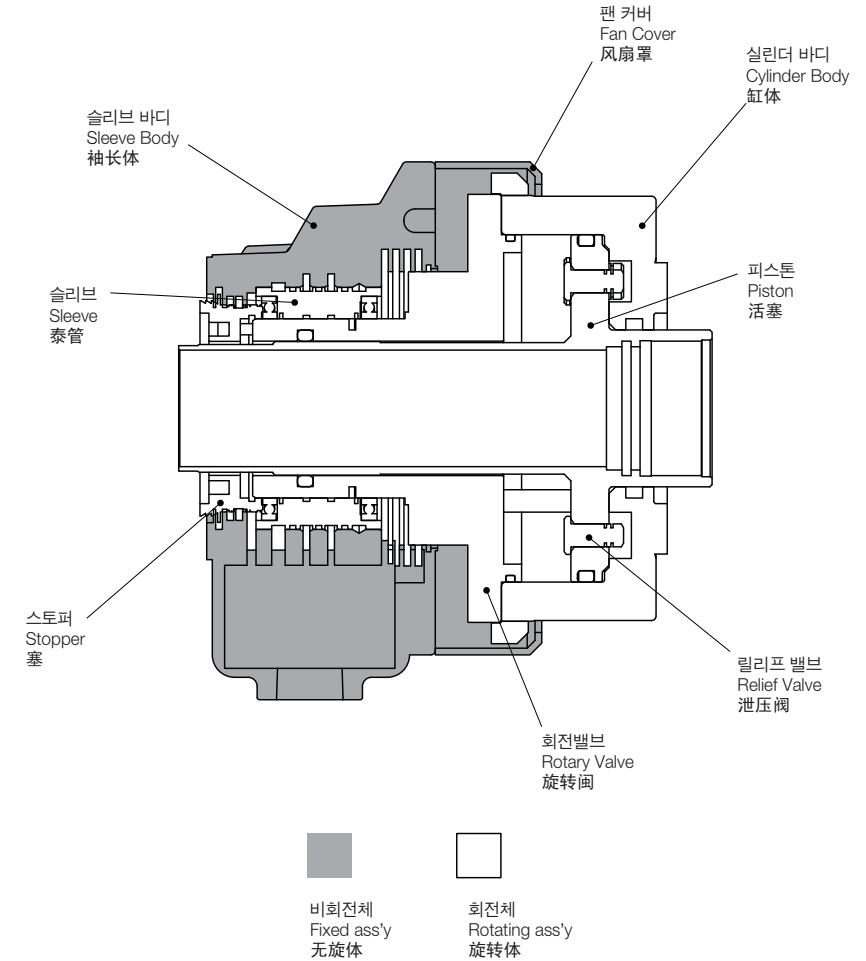 팬 커버
Fan Cover
风扇罩
실린더 바디
Cylinder Body
缸体
슬리브 바디
Sleeve Body
袖长体
슬리브
Sleeve
泰管
피스톤
Piston
活塞
스토퍼
Stopper
塞
릴리프 밸브
Relief Valve
泄压阀
회전밸브
Rotary Valve
旋转闽
비회전체
Fixed ass'y
无旋体
회전체
Rotating ass'y
旋转体